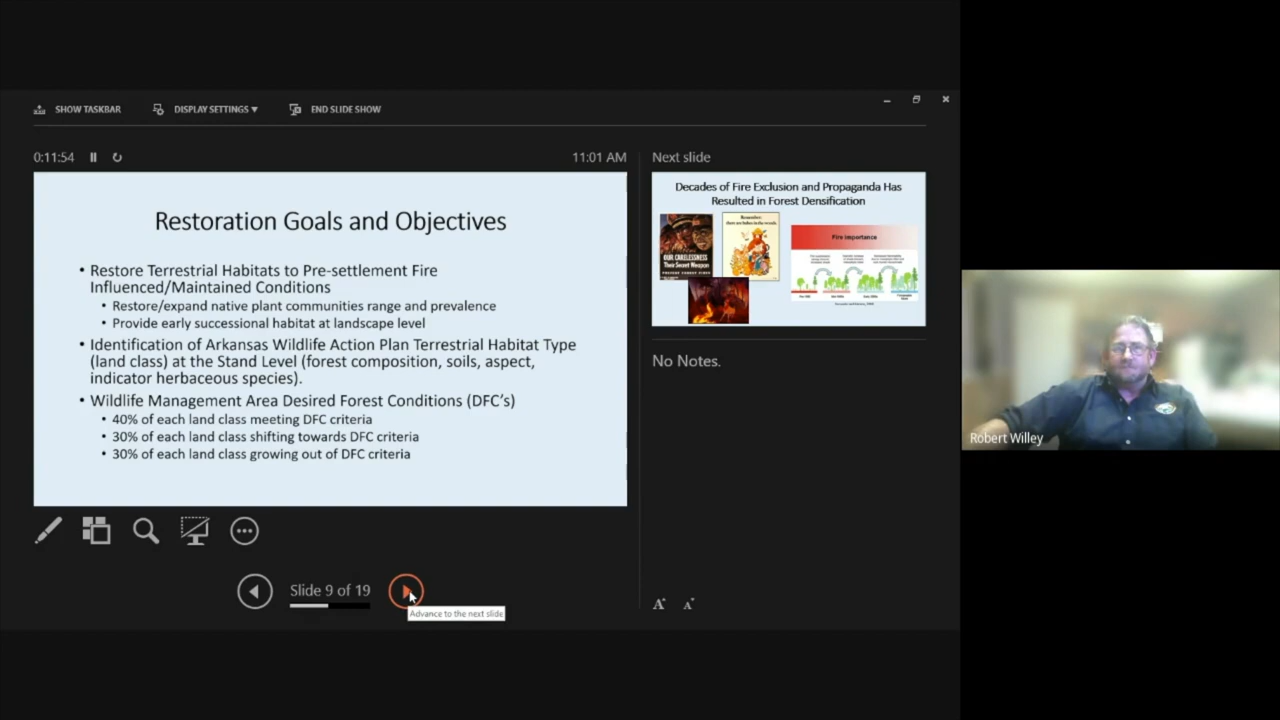 SHOW TASKBAR
DISPLAY SETTINGS
END SLIDE SHOW
0:11:54
11:01 AM
Restoration Goals and Objectives
• Restore Terrestrial Habitats to Pre-settlement Fire
Influenced/Maintained Conditions
• Restore/expand native plant communities range and prevalence
• Provide early successional habitat at landscape level
• Identification of Arkansas Wildlife Action Plan Terrestrial Habitat Type
(land class) at the Stand Level (forest composition, soils, aspect,
indicator herbaceous species).
• Wildlife Management Area Desired Forest Conditions (DFC’s)
• 40% of each land class meeting DFC criteria
• 30% of each land class shifting towards DFC criteria
• 30% of each land class growing out of DFC criteria
Slide 9 of 19
Advance to the next slide
Next slide
Decades of Fire Exclusion and Propaganda Has
Resulted in Forest Densification
OUR CARELESSNESS
Their Secret Weapon
Fire Importance
No Notes.
A A
Robert Willey